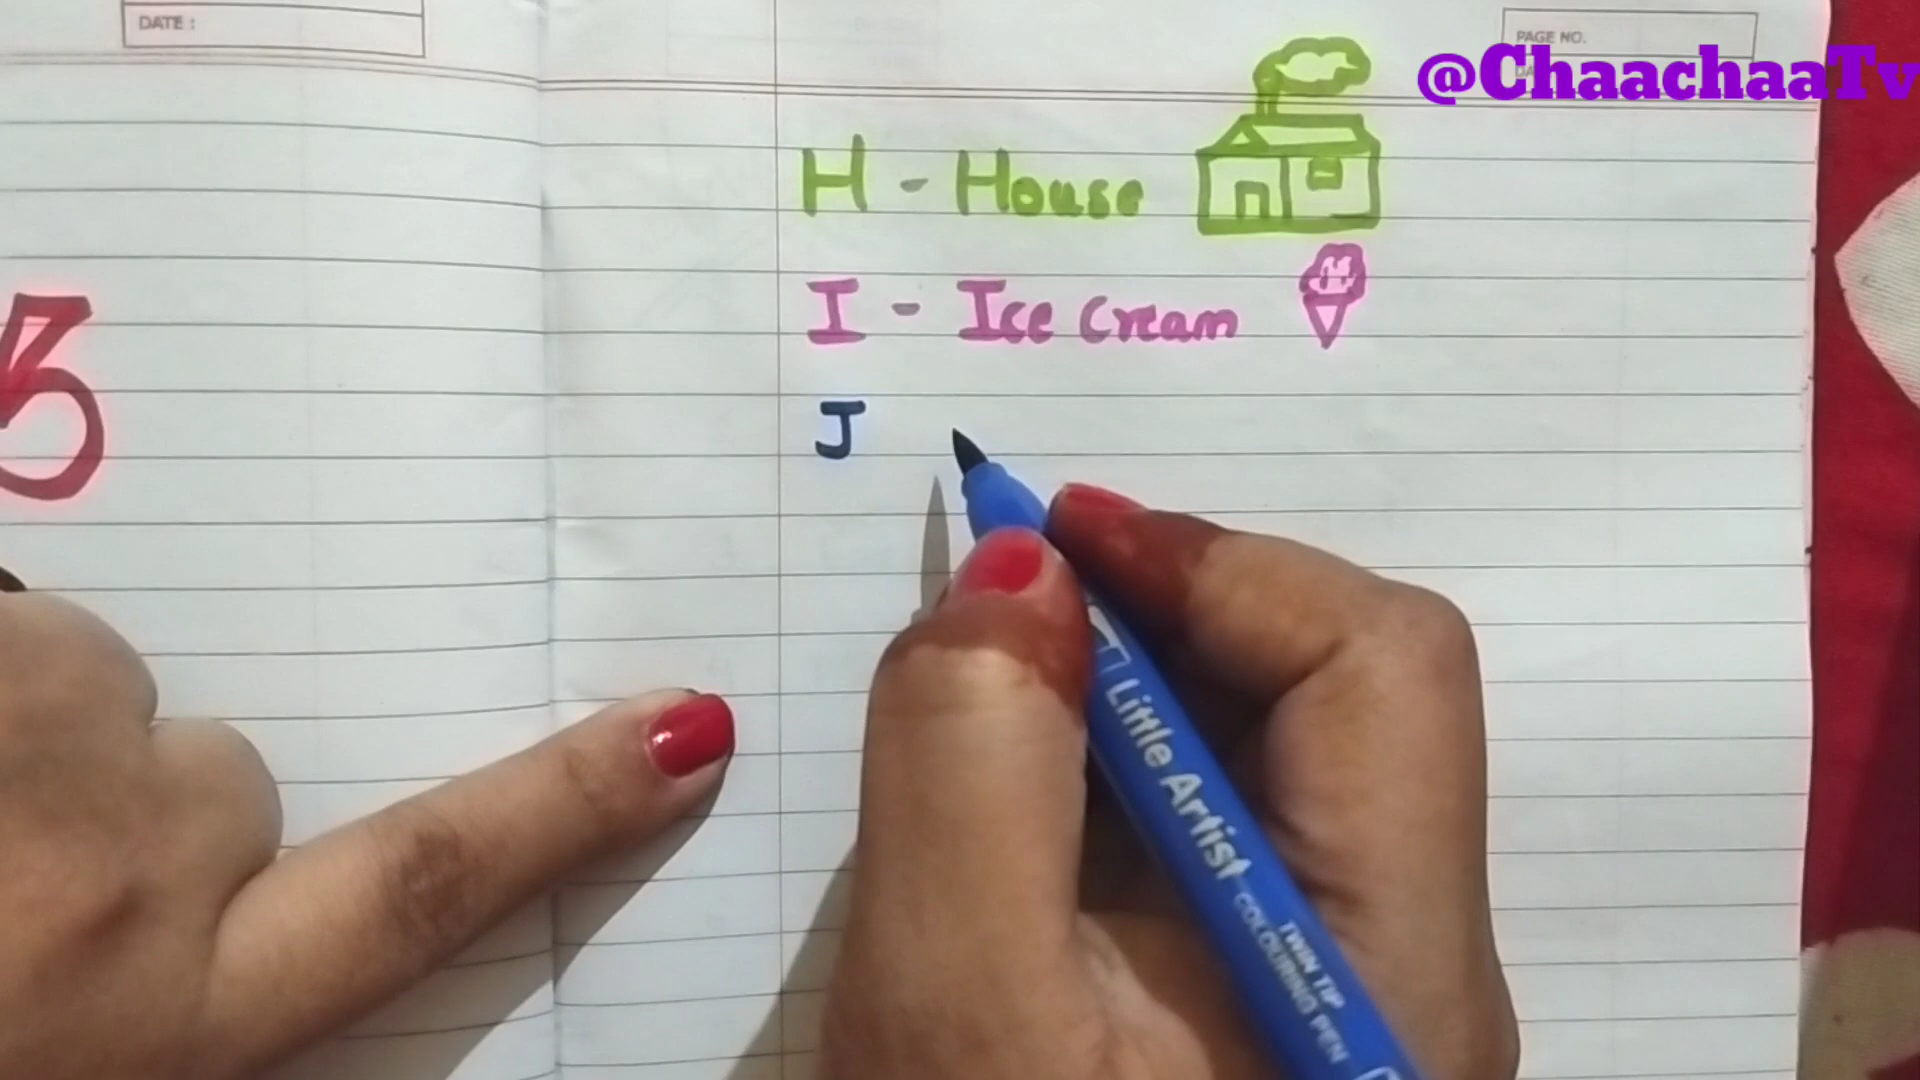 DATE :
PAGE NO.
@ChaachaaTv
H - House
I - Ice Cream
J
Little Artist
TWIN TIP
COLOURING PEN